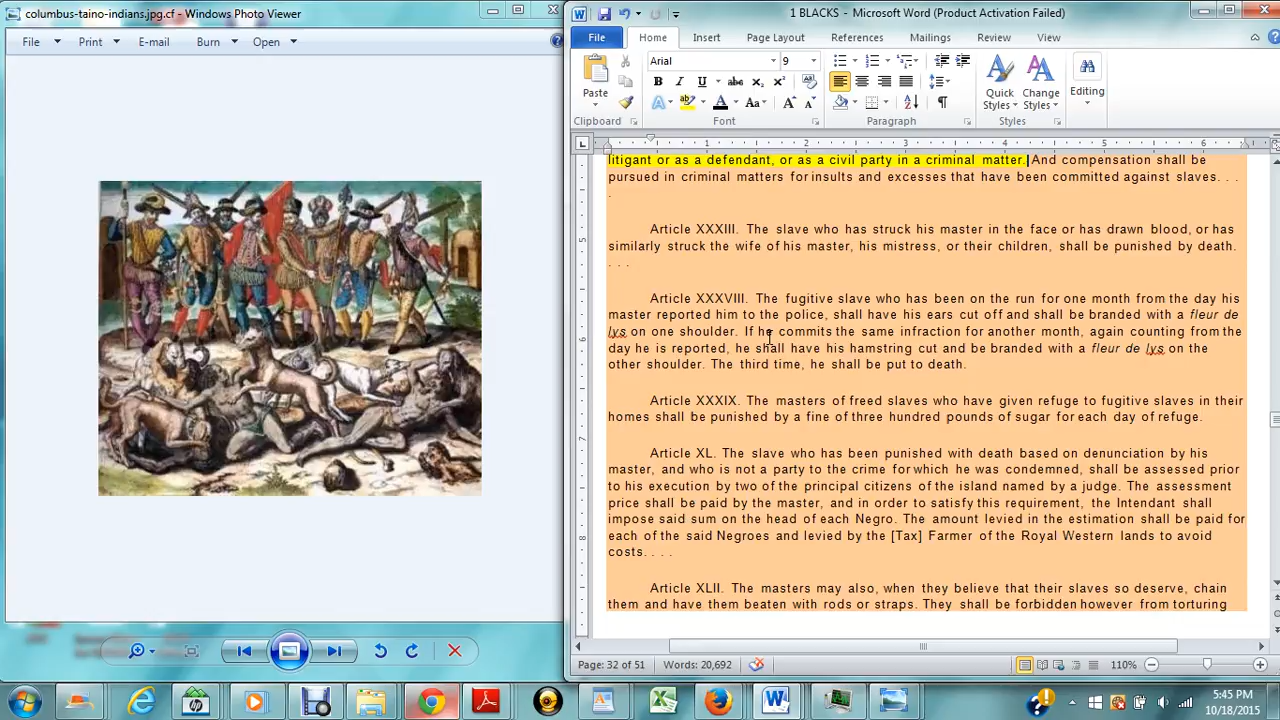 columbus-taino-indians.jpg.cf - Windows Photo Viewer
File Print E-mail Burn Open
1 BLACKS - Microsoft Word (Product Activation Failed)
File Home Insert Page Layout References Mailings Review View
Arial 9
Paste
Quick Styles
Change Styles
Editing
Clipboard Font Paragraph Styles
1 2 3 4 5 6
litigant or as a defendant, or as a civil party in a criminal matter. And compensation shall be
pursued in criminal matters for insults and excesses that have been committed against slaves. . .
.
Article XXXIII. The slave who has struck his master in the face or has drawn blood, or has
similarly struck the wife of his master, his mistress, or their children, shall be punished by death.
. . .
Article XXXVIII. The fugitive slave who has been on the run for one month from the day his
master reported him to the police, shall have his ears cut off and shall be branded with a fleur de
lys on one shoulder. If he commits the same infraction for another month, again counting from the
day he is reported, he shall have his hamstring cut and be branded with a fleur de lys on the
other shoulder. The third time, he shall be put to death.
Article XXXIX. The masters of freed slaves who have given refuge to fugitive slaves in their
homes shall be punished by a fine of three hundred pounds of sugar for each day of refuge.
Article XL. The slave who has been punished with death based on denunciation by his
master, and who is not a party to the crime for which he was condemned, shall be assessed prior
to his execution by two of the principal citizens of the island named by a judge. The assessment
price shall be paid by the master, and in order to satisfy this requirement, the Intendant shall
impose said sum on the head of each Negro. The amount levied in the estimation shall be paid for
each of the said Negroes and levied by the [Tax] Farmer of the Royal Western lands to avoid
costs. . . .
Article XLII. The masters may also, when they believe that their slaves so deserve, chain
them and have them beaten with rods or straps. They shall be forbidden however from torturing
Page: 32 of 51 Words: 20,692 110%
5:45 PM
10/18/2015